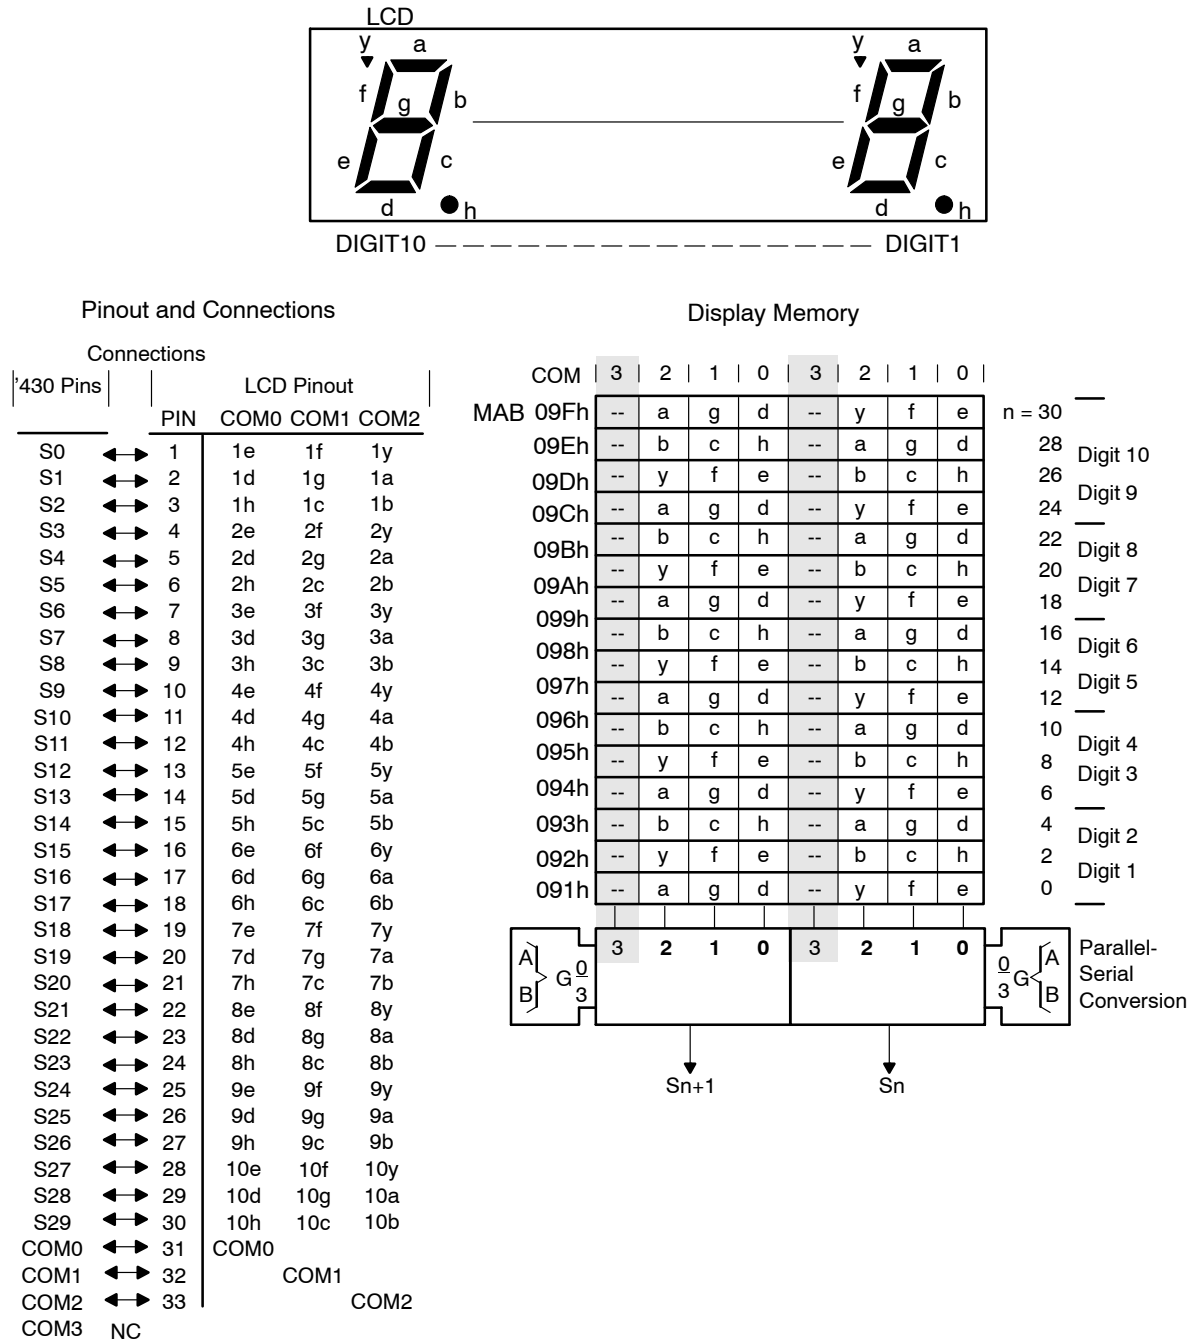 LCD
y a y a
f g b f g b
e c e c
d h d h
DIGIT10 DIGIT1
Pinout and Connections
Connections
'430 Pins LCD Pinout
PIN COM0 COM1 COM2
S0 1 1e 1f 1y
S1 2 1d 1g 1a
S2 3 1h 1c 1b
S3 4 2e 2f 2y
S4 5 2d 2g 2a
S5 6 2h 2c 2b
S6 7 3e 3f 3y
S7 8 3d 3g 3a
S8 9 3h 3c 3b
S9 10 4e 4f 4y
S10 11 4d 4g 4a
S11 12 4h 4c 4b
S12 13 5e 5f 5y
S13 14 5d 5g 5a
S14 15 5h 5c 5b
S15 16 6e 6f 6y
S16 17 6d 6g 6a
S17 18 6h 6c 6b
S18 19 7e 7f 7y
S19 20 7d 7g 7a
S20 21 7h 7c 7b
S21 22 8e 8f 8y
S22 23 8d 8g 8a
S23 24 8h 8c 8b
S24 25 9e 9f 9y
S25 26 9d 9g 9a
S26 27 9h 9c 9b
S27 28 10e 10f 10y
S28 29 10d 10g 10a
S29 30 10h 10c 10b
COM0 31 COM0
COM1 32 COM1
COM2 33 COM2
COM3 NC
Display Memory
COM 3 2 1 0 3 2 1 0
MAB 09Fh -- a g d -- y f e n = 30
09Eh -- b c h -- a g d 28
Digit 10
09Dh -- y f e -- b c h 26
Digit 9
09Ch -- a g d -- y f e 24
09Bh -- b c h -- a g d 22
Digit 8
09Ah -- y f e -- b c h 20
Digit 7
099h -- a g d -- y f e 18
098h -- b c h -- a g d 16
Digit 6
097h -- y f e -- b c h 14
Digit 5
096h -- a g d -- y f e 12
095h -- b c h -- a g d 10
Digit 4
094h -- y f e -- b c h 8
Digit 3
-- a g d -- y f e 6
093h -- b c h -- a g d 4
Digit 2
092h -- y f e -- b c h 2
Digit 1
091h -- a g d -- y f e 0
3 2 1 0 3 2 1 0
A B G 0 3
0 3 G A B
Parallel-
Serial
Conversion
Sn+1 Sn